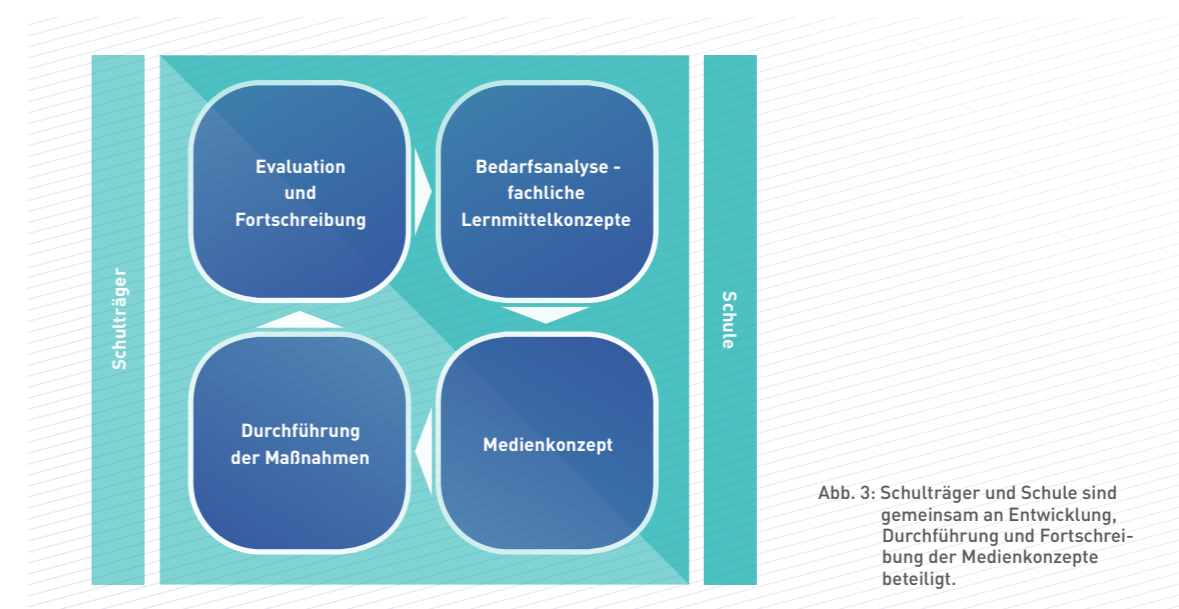 Schulträger
Evaluation
und
Fortschreibung
Bedarfsanalyse -
fachliche
Lernmittelkonzepte
Durchführung
der Maßnahmen
Medienkonzept
Schule
Abb. 3: Schulträger und Schule sind
gemeinsam an Entwicklung,
Durchführung und Fortschrei-
bung der Medienkonzepte
beteiligt.